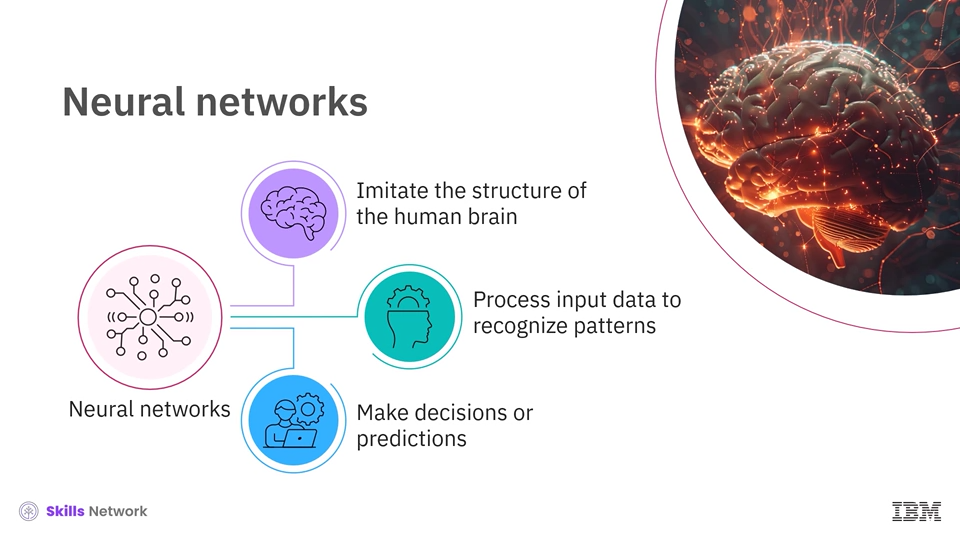 Neural networks
Imitate the structure of
the human brain
Process input data to
recognize patterns
Neural networks
Make decisions or
predictions
Skills Network
IBM